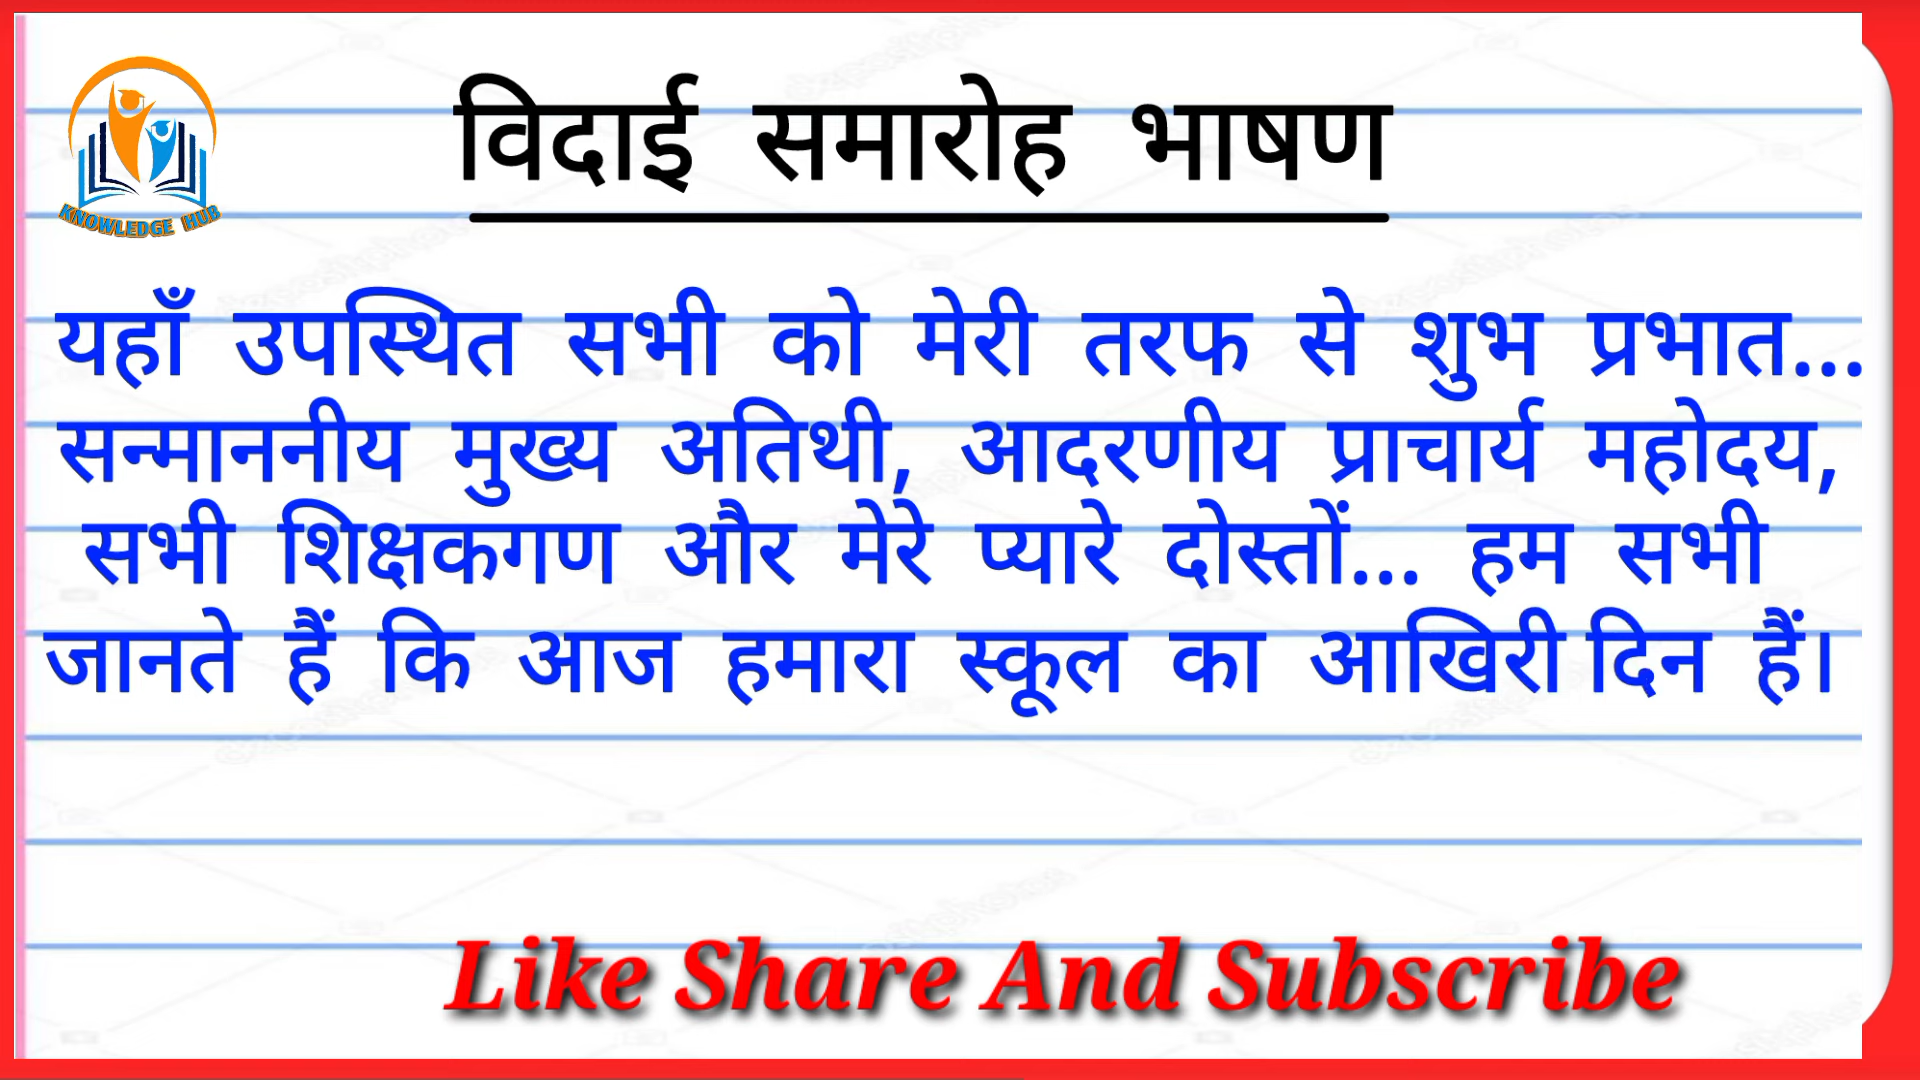 KNOWLEDGE HUB
विदाई समारोह भाषण
यहाँ उपस्थित सभी को मेरी तरफ से शुभ प्रभात...
सन्माननीय मुख्य अतिथी, आदरणीय प्राचार्य महोदय,
सभी शिक्षकगण और मेरे प्यारे दोस्तों... हम सभी
जानते हैं कि आज हमारा स्कूल का आखिरी दिन हैं।
Like Share And Subscribe